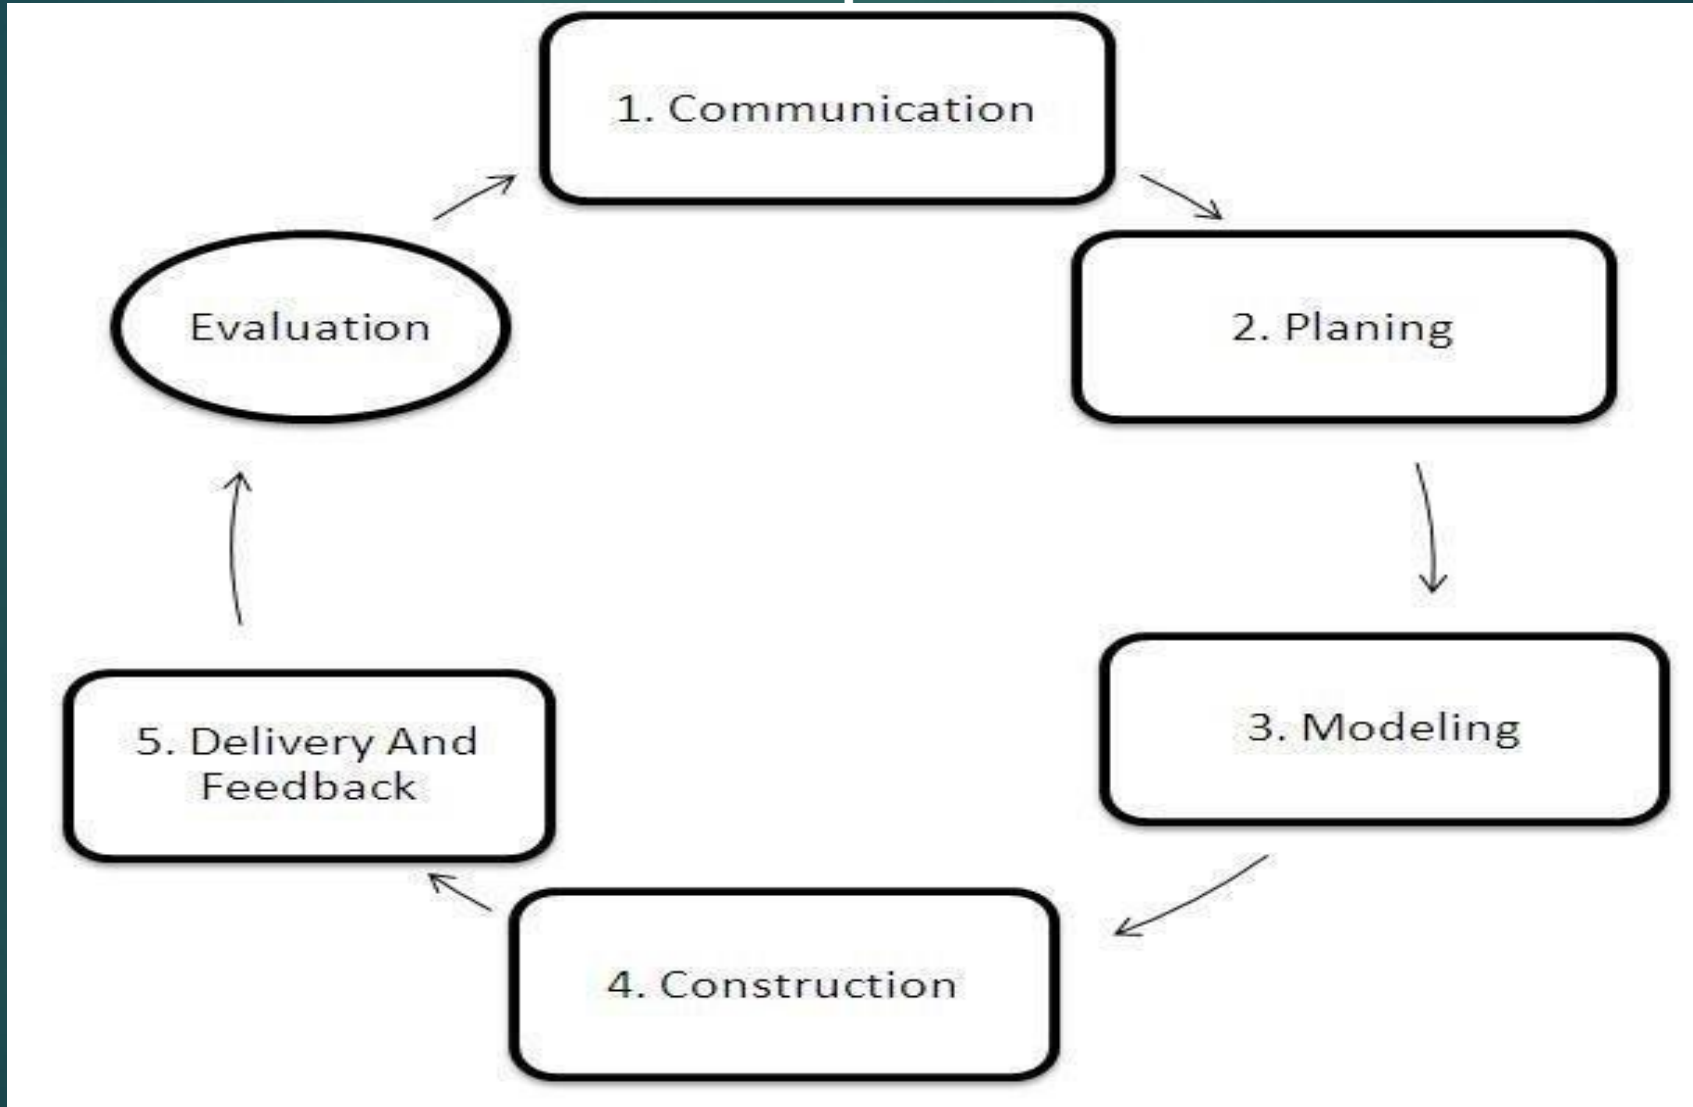 1. Communication
2. Planing
3. Modeling
4. Construction
5. Delivery And
Feedback
Evaluation